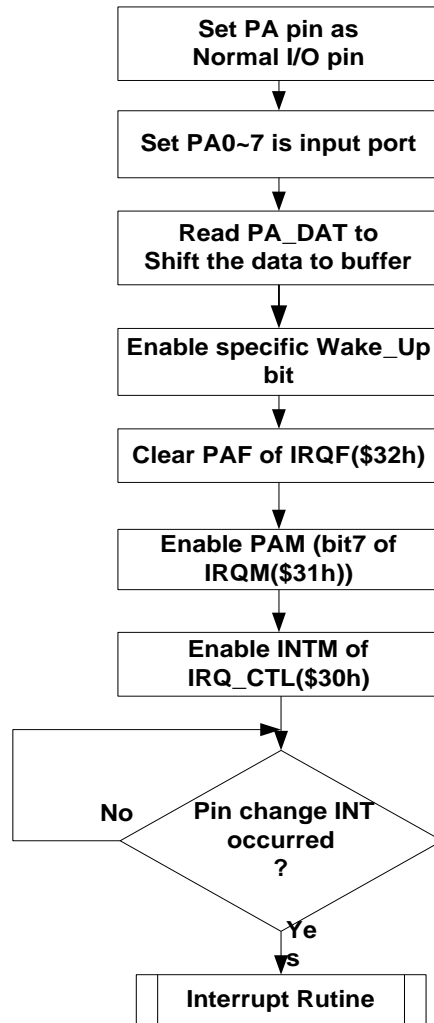 Set PA pin as
Normal I/O pin
Set PA0~7 is input port
Read PA_DAT to
Shift the data to buffer
Enable specific Wake_Up
bit
Clear PAF of IRQF($32h)
Enable PAM (bit7 of
IRQM($31h))
Enable INTM of
IRQ_CTL($30h)
No
Pin change INT
occurred
?
Ye
s
Interrupt Rutine